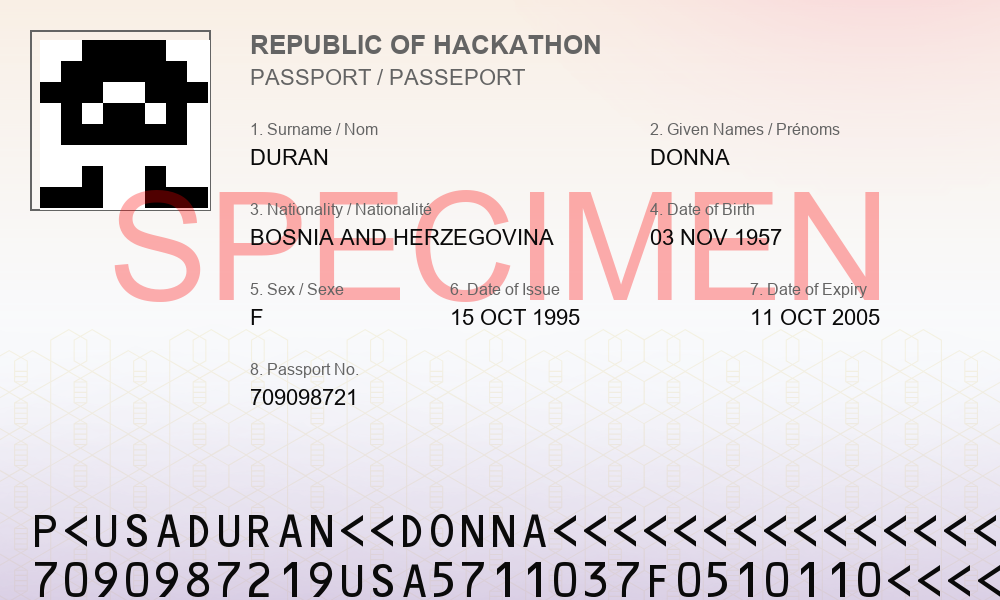 REPUBLIC OF HACKATHON
PASSPORT / PASSEPORT
1. Surname / Nom
2. Given Names / Prénoms
DURAN
DONNA
SPECIMEN
3. Nationality / Nationalité
4. Date of Birth
BOSNIA AND HERZEGOVINA
03 NOV 1957
5. Sex / Sexe
6. Date of Issue
7. Date of Expiry
F
15 OCT 1995
11 OCT 2005
8. Passport No.
709098721
P<USADURAN<<DONNA<<<<<<<<<<<<<<<
7090987219USA5711037F0510110<<<<